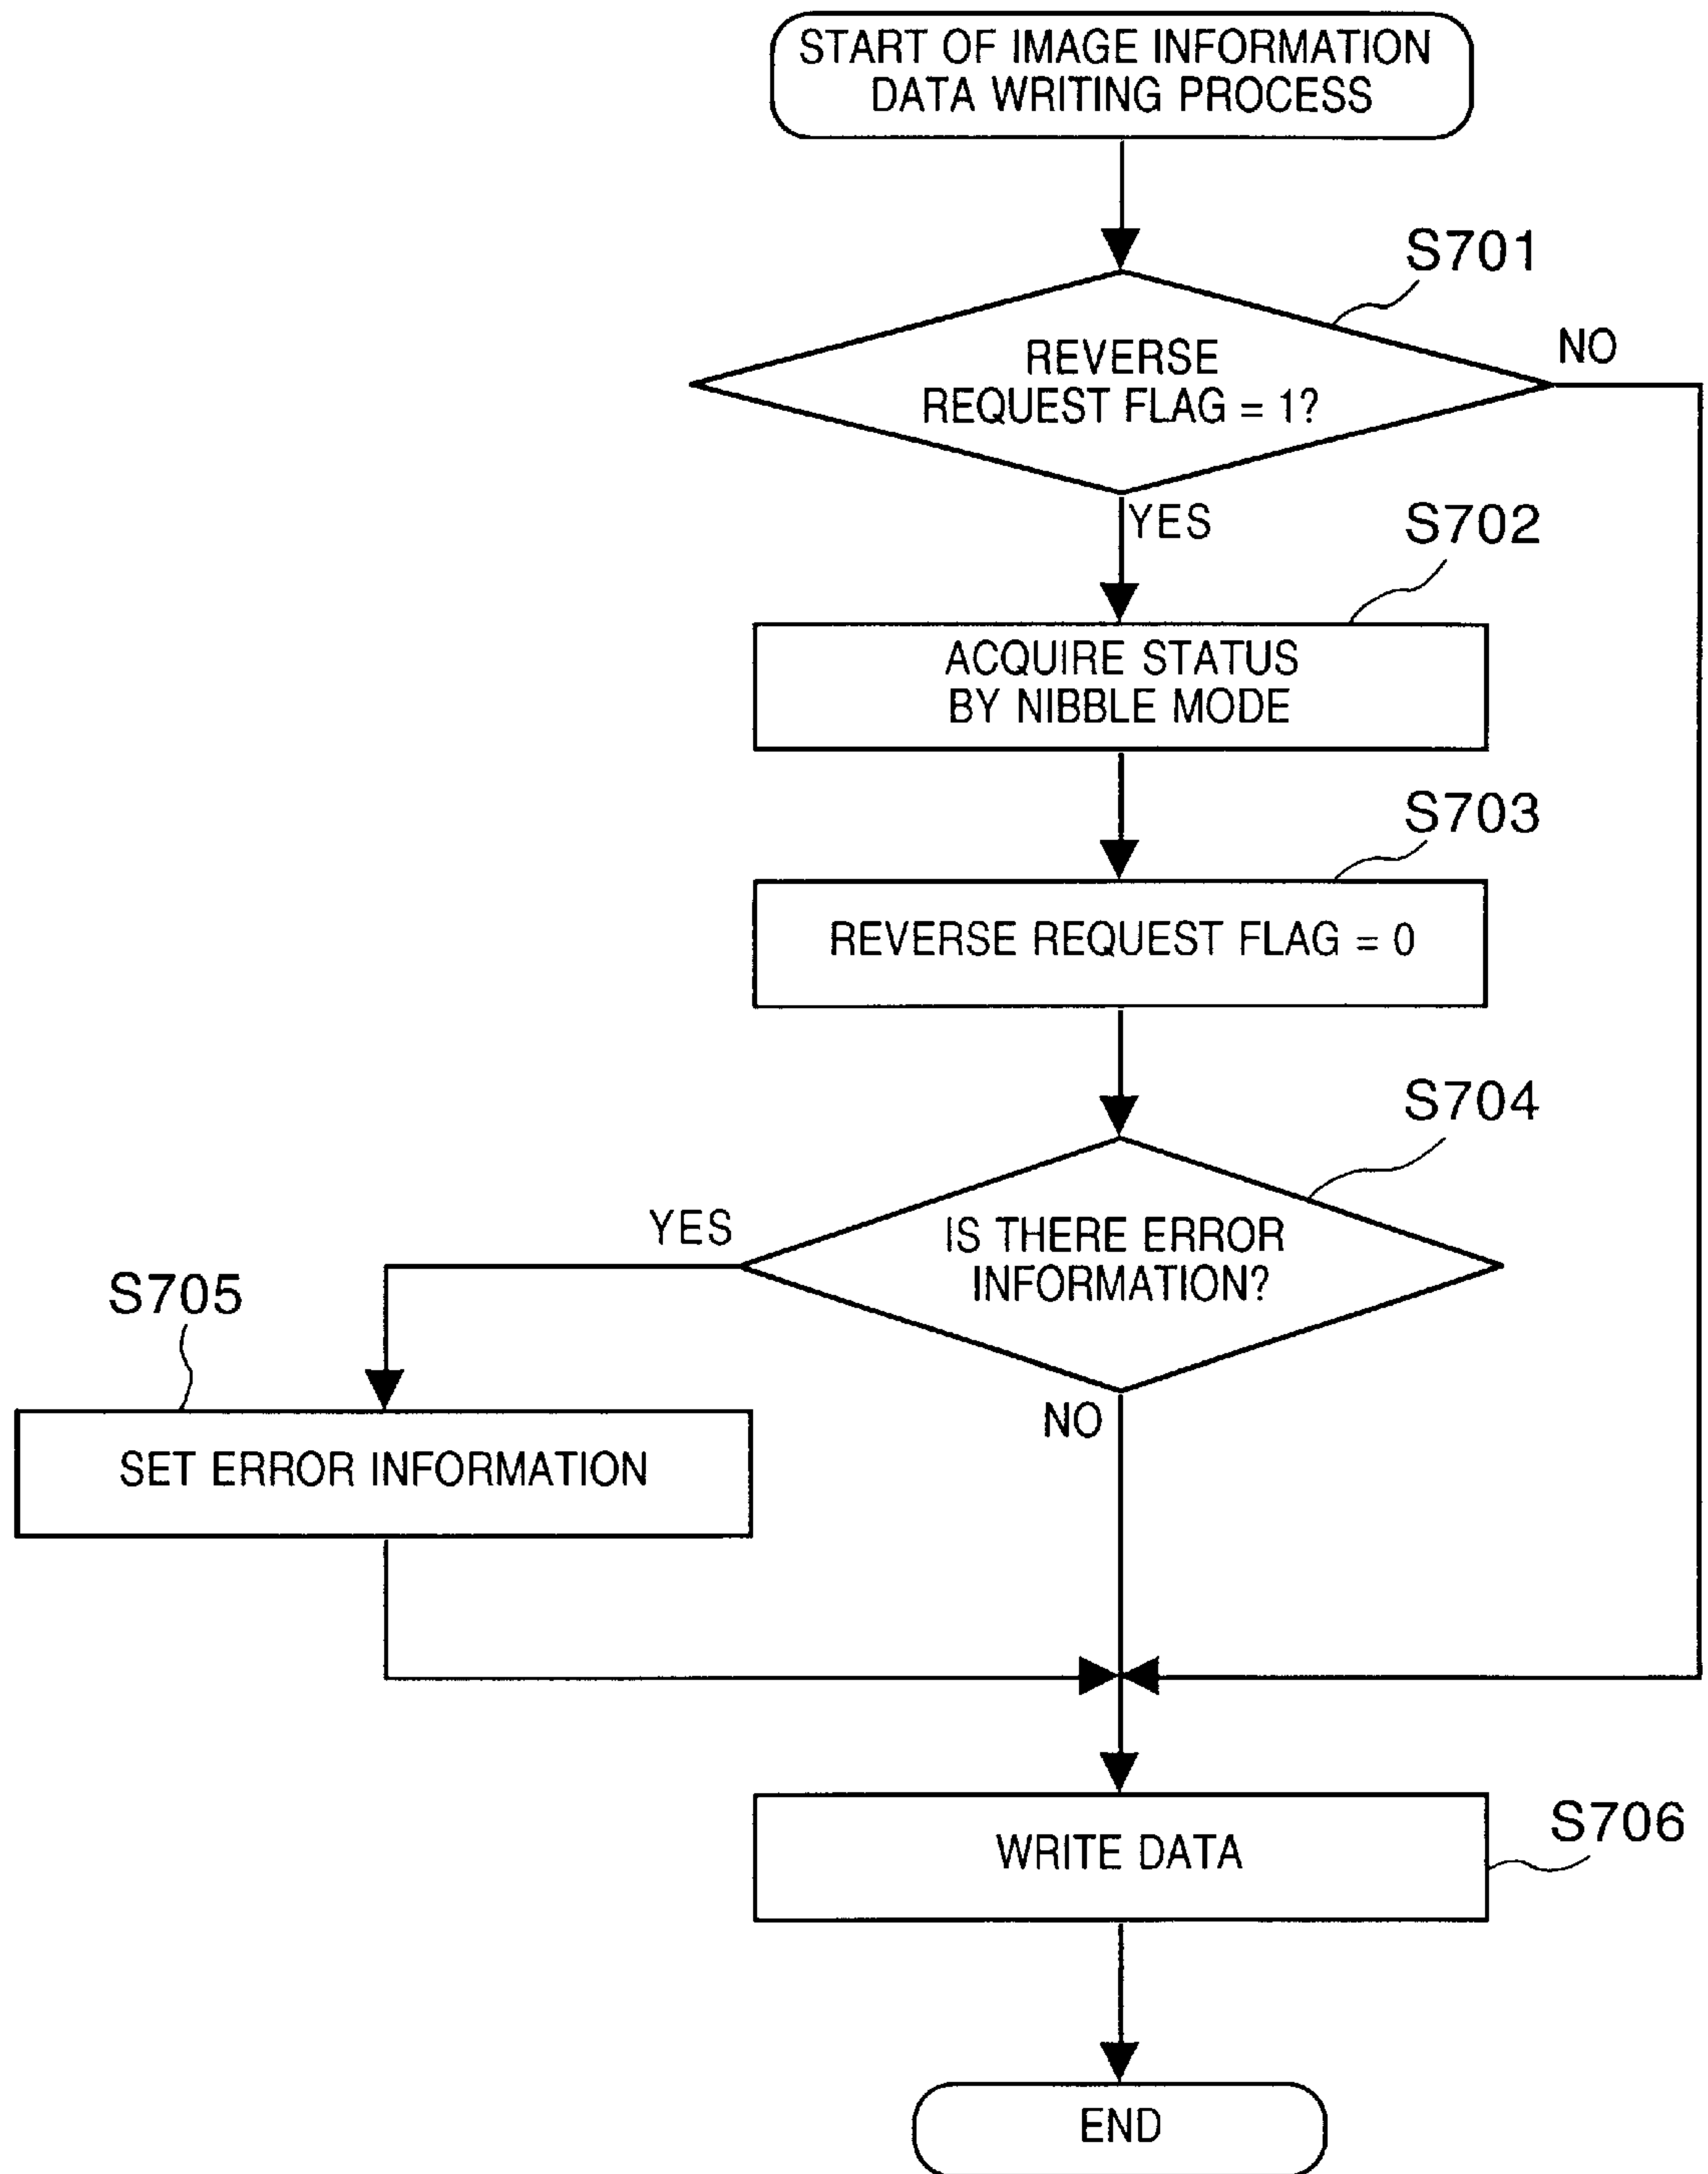 START OF IMAGE INFORMATION
DATA WRITING PROCESS
S701
REVERSE
REQUEST FLAG = 1?
NO
YES
S702
ACQUIRE STATUS
BY NIBBLE MODE
S703
REVERSE REQUEST FLAG = 0
S704
IS THERE ERROR
INFORMATION?
YES
NO
S705
SET ERROR INFORMATION
S706
WRITE DATA
END